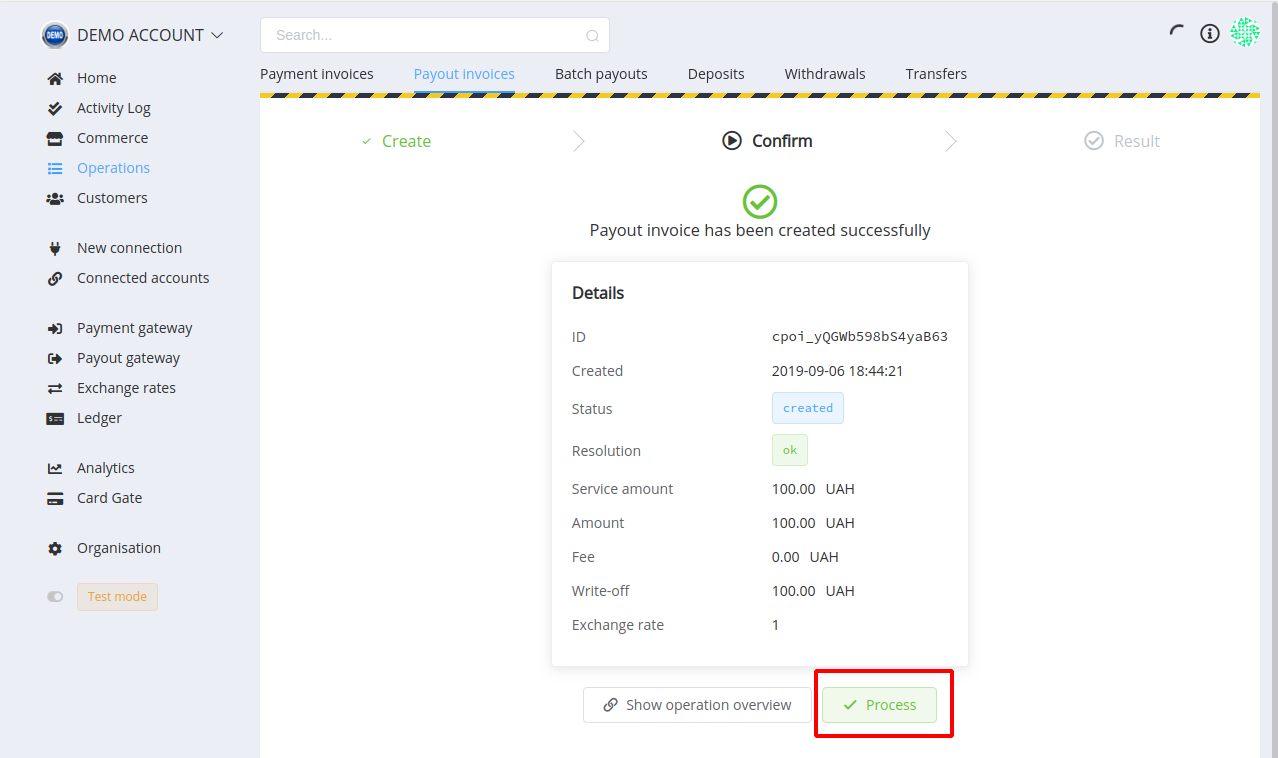 DEMO
DEMO ACCOUNT
Search...
Home
Activity Log
Commerce
Operations
Customers
New connection
Connected accounts
Payment gateway
Payout gateway
Exchange rates
Ledger
Analytics
Card Gate
Organisation
Test mode
Payment invoices Payout invoices Batch payouts Deposits Withdrawals Transfers
Create Confirm Result
Payout invoice has been created successfully
Details
ID cpoi_yQGWb598bS4yaB63
Created 2019-09-06 18:44:21
Status created
Resolution ok
Service amount 100.00 UAH
Amount 100.00 UAH
Fee 0.00 UAH
Write-off 100.00 UAH
Exchange rate 1
Show operation overview Process